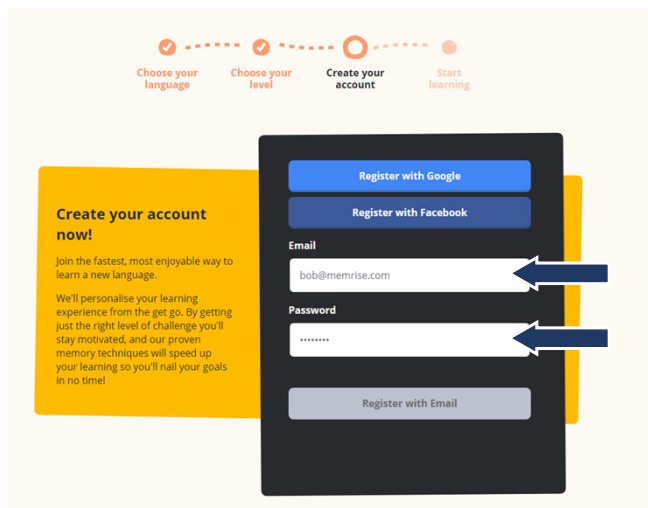 Choose your
language
Choose your
level
Create your
account
Start
learning
Create your account
now!
Join the fastest, most enjoyable way to
learn a new language.
We'll personalise your learning
experience from the get go. By getting
just the right level of challenge you'll
stay motivated, and our proven
memory techniques will speed up
your learning so you'll nail your goals
in no time!
Register with Google
Register with Facebook
Email
bob@memrise.com
Password
••••••••
Register with Email